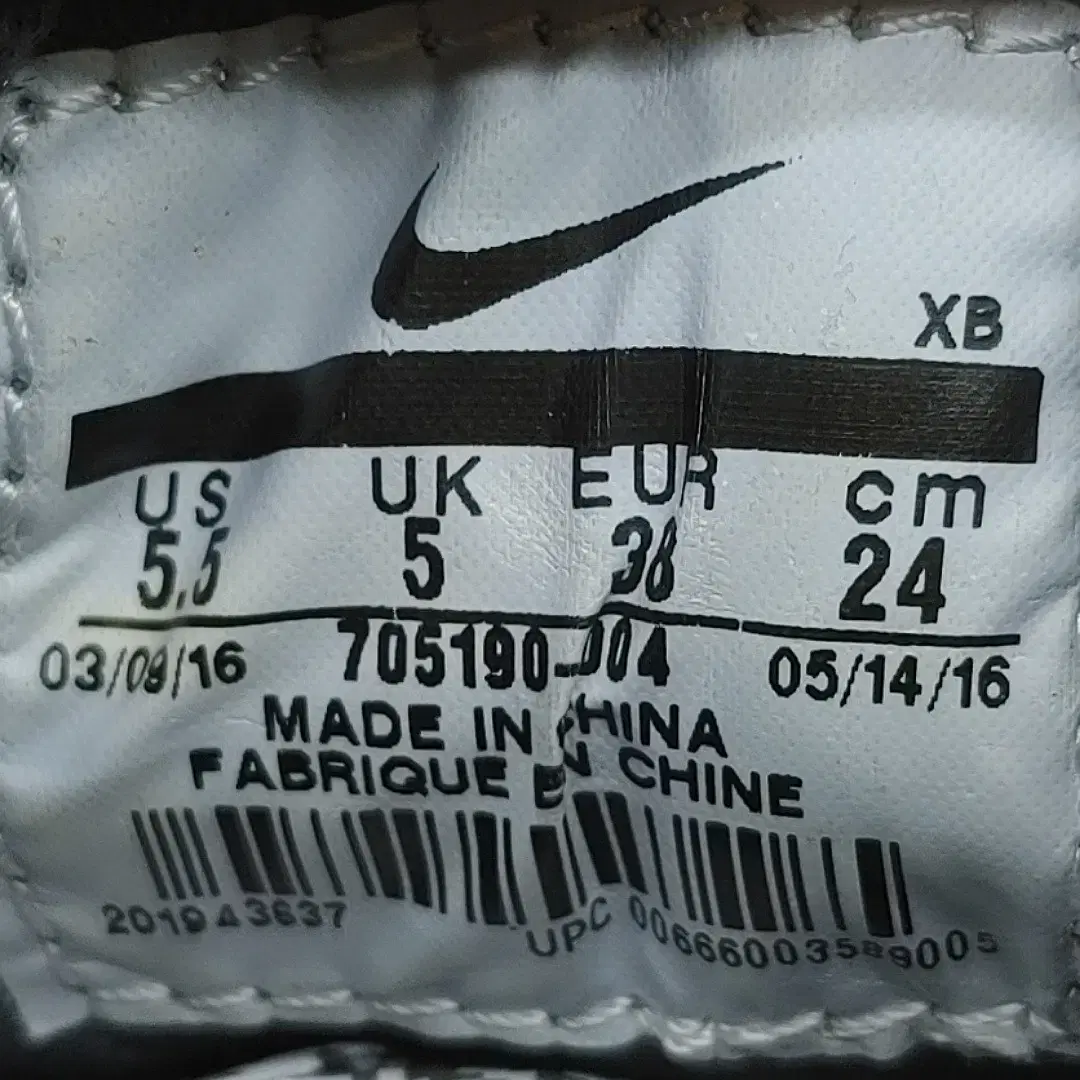 XB
US UK EUR cm
5.5 5 38 24
03/09/16 705190-004 05/14/16
MADE IN CHINA
FABRIQUE EN CHINE
201943637
UPC 00666003589005